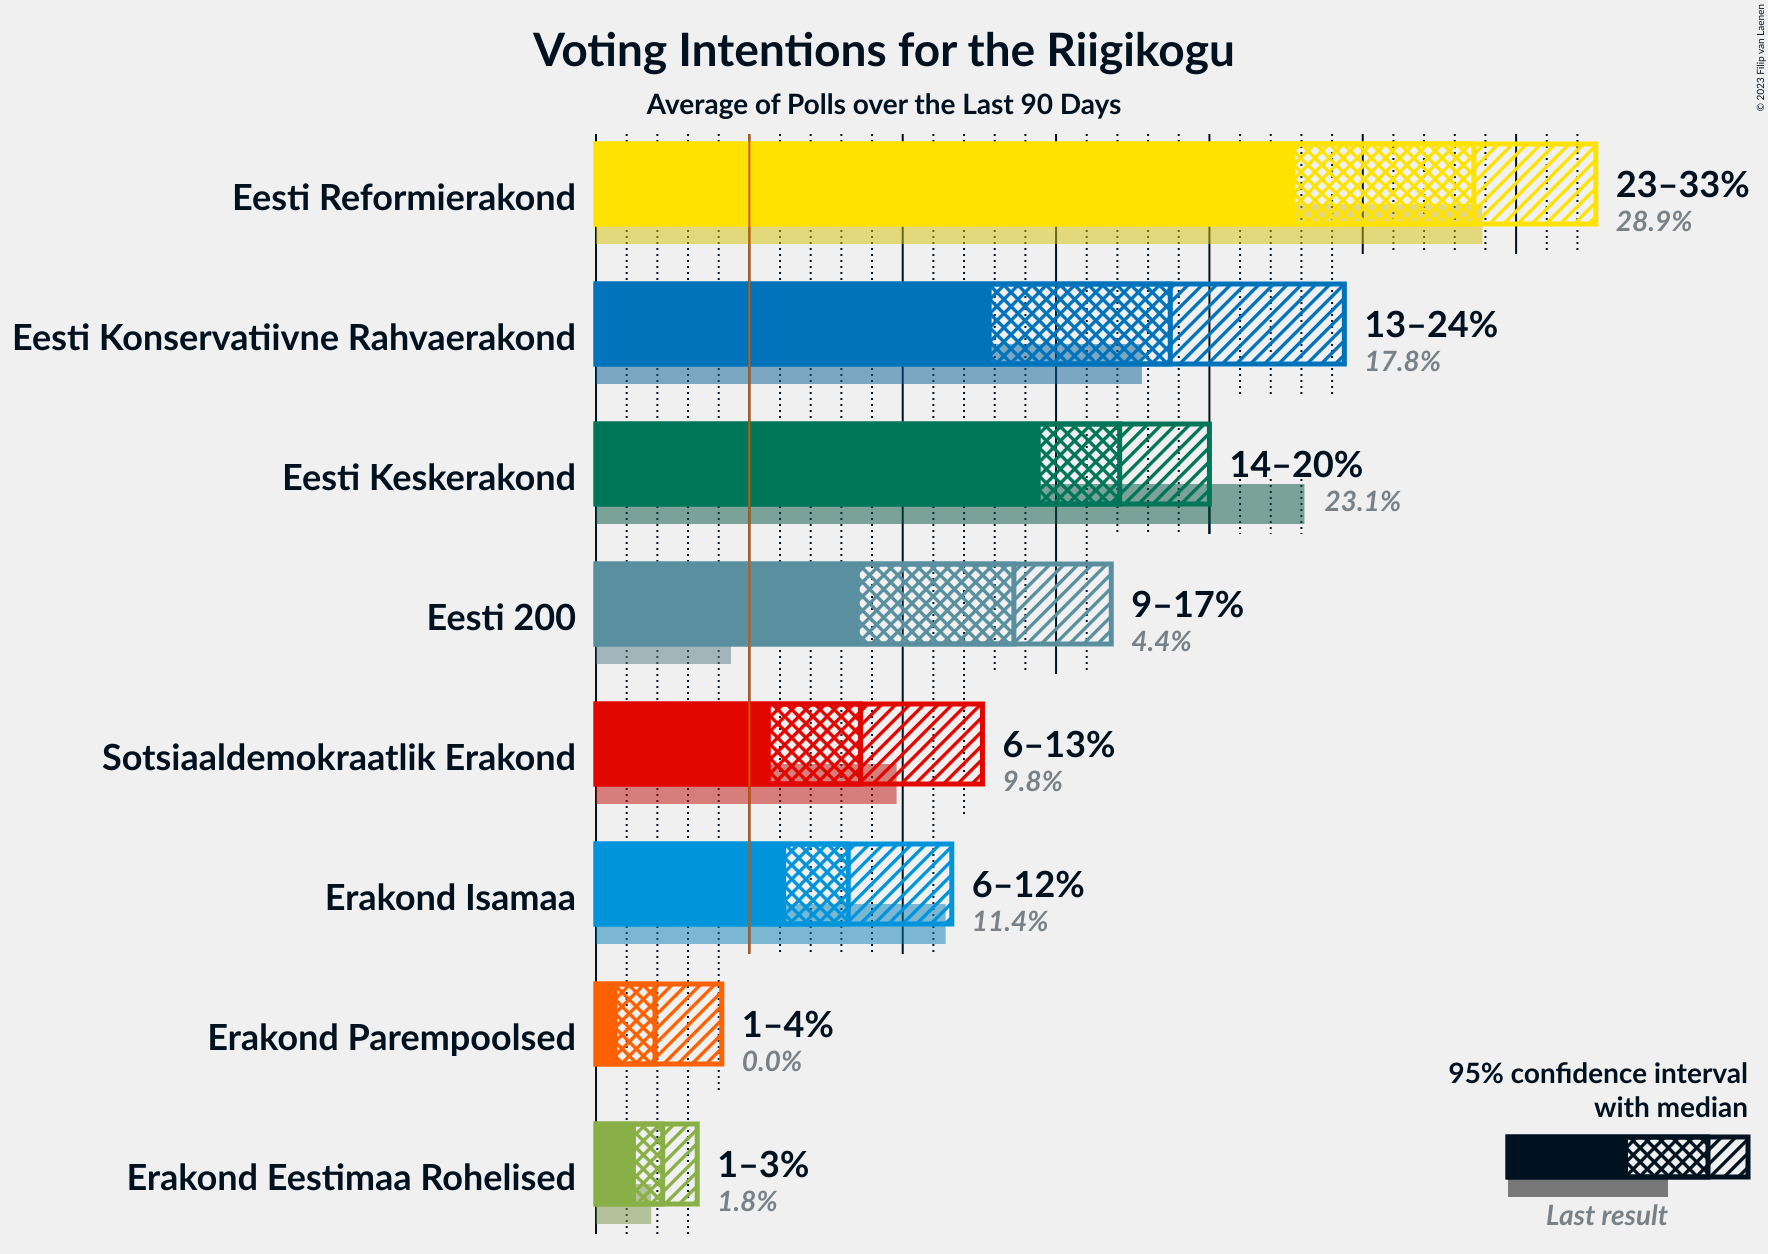 Voting Intentions for the Riigikogu
Average of Polls over the Last 90 Days
© 2023 Filip van Laenen
Eesti Reformierakond
23–33%
28.9%
Eesti Konservatiivne Rahvaerakond
13–24%
17.8%
Eesti Keskerakond
14–20%
23.1%
Eesti 200
9–17%
4.4%
Sotsiaaldemokraatlik Erakond
6–13%
9.8%
Erakond Isamaa
6–12%
11.4%
Erakond Parempoolsed
1–4%
0.0%
Erakond Eestimaa Rohelised
1–3%
1.8%
95% confidence interval
with median
Last result